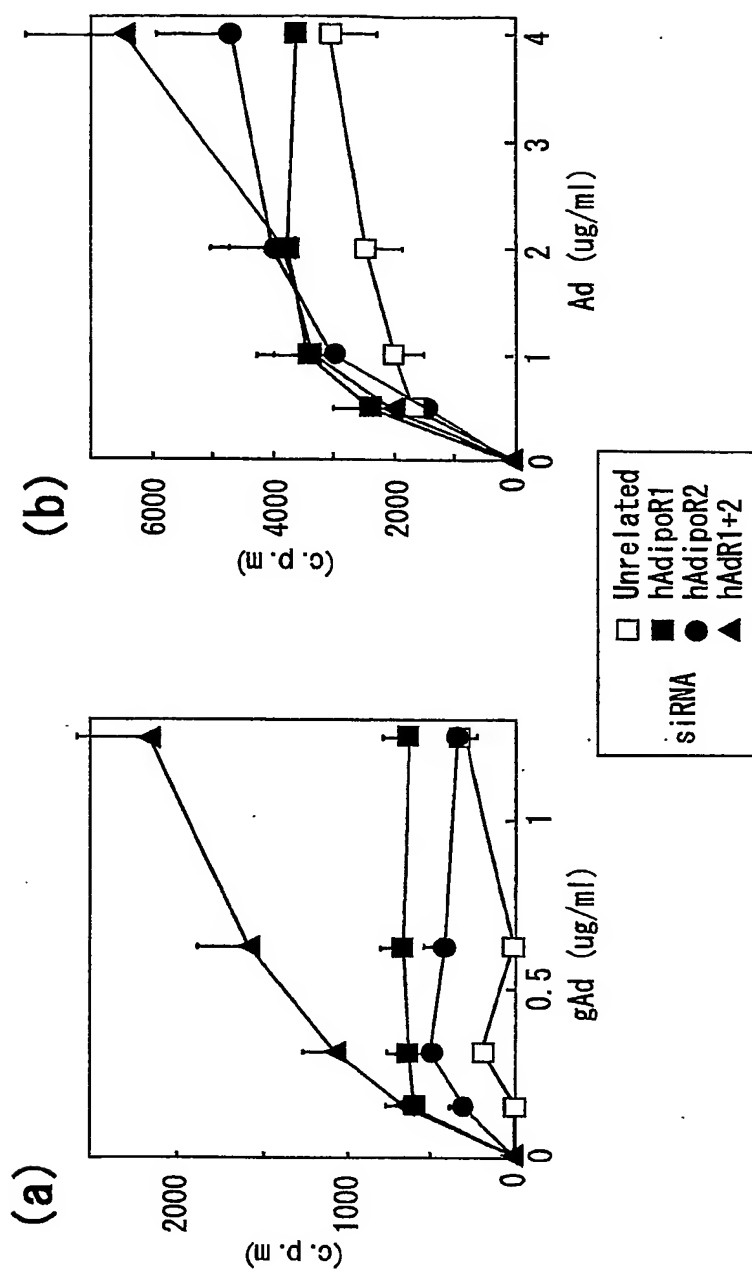 (a)
(c.p.m)
2000
1000
0
0
0.5
1
gAd (ug/ml)
(b)
(c.p.m)
6000
4000
2000
0
0
1
2
3
4
Ad (ug/ml)
siRNA
Unrelated
hAdipoR1
hAdipoR2
hAdR1+2